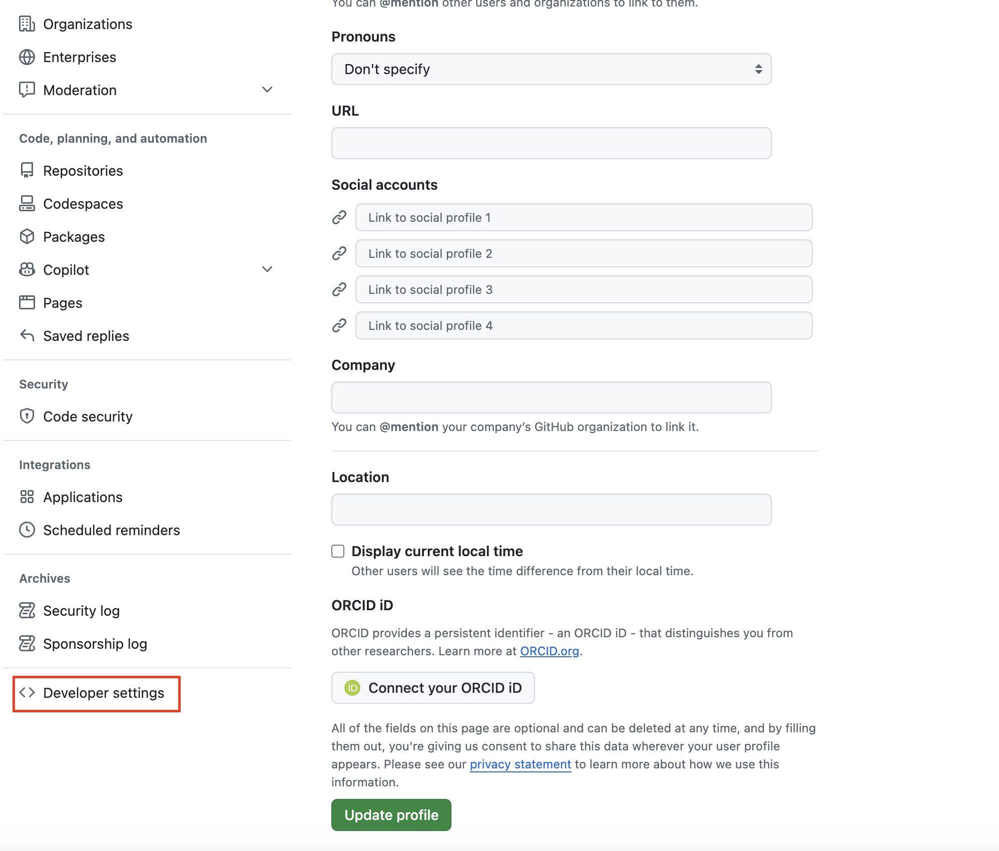 Organizations
Enterprises
Moderation
Code, planning, and automation
Repositories
Codespaces
Packages
Copilot
Pages
Saved replies
Security
Code security
Integrations
Applications
Scheduled reminders
Archives
Security log
Sponsorship log
Developer settings
You can @mention other users and organizations to link to them.
Pronouns
Don't specify
URL
Social accounts
Link to social profile 1
Link to social profile 2
Link to social profile 3
Link to social profile 4
Company
You can @mention your company’s GitHub organization to link it.
Location
Display current local time
Other users will see the time difference from their local time.
ORCID iD
ORCID provides a persistent identifier - an ORCID iD - that distinguishes you from
other researchers. Learn more at ORCID.org.
iD Connect your ORCID iD
All of the fields on this page are optional and can be deleted at any time, and by filling
them out, you're giving us consent to share this data wherever your user profile
appears. Please see our privacy statement to learn more about how we use this
information.
Update profile